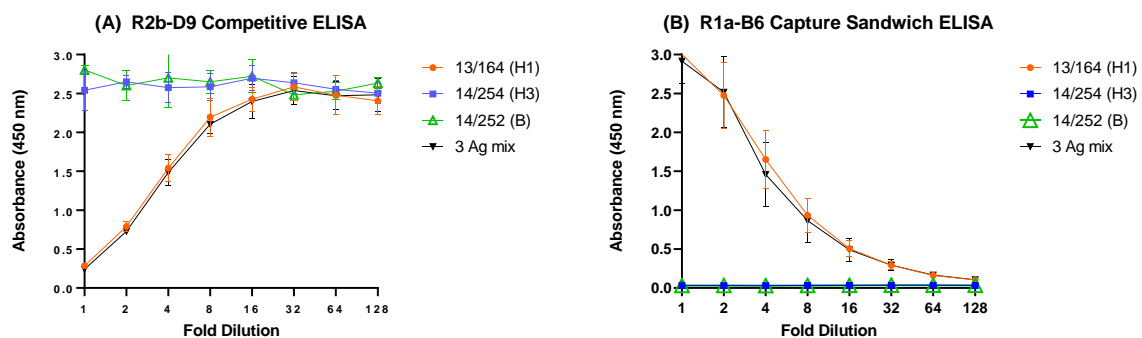 (A) R2b-D9 Competitive ELISA
Absorbance (450 nm)
3.0
2.5
2.0
1.5
1.0
0.5
0.0
1 2 4 8 16 32 64 128
Fold Dilution
13/164 (H1)
14/254 (H3)
14/252 (B)
3 Ag mix
(B) R1a-B6 Capture Sandwich ELISA
Absorbance (450 nm)
3.0
2.5
2.0
1.5
1.0
0.5
0.0
1 2 4 8 16 32 64 128
Fold Dilution
13/164 (H1)
14/254 (H3)
14/252 (B)
3 Ag mix